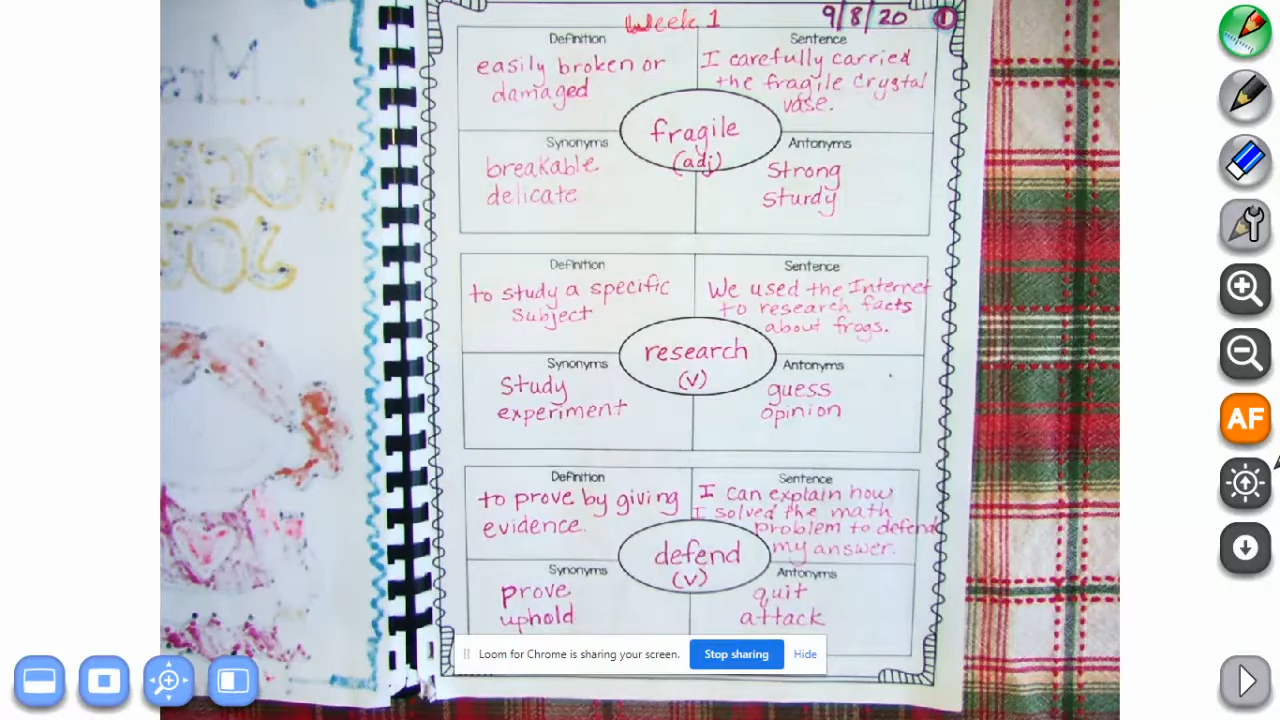 Week 1
9/8/20 1
Definition
easily broken or
damaged
Sentence
I carefully carried
the fragile crystal
vase.
fragile
(adj)
Synonyms
breakable
delicate
Antonyms
Strong
Sturdy
Definition
to study a specific
subject
Sentence
We used the Internet
to research facts
about frogs.
research
(v)
Synonyms
Study
experiment
Antonyms
guess
opinion
Definition
to prove by giving
evidence.
Sentence
I can explain how
I solved the math
problem to defend
my answer.
defend
(v)
Synonyms
prove
uphold
Antonyms
quit
attack
Loom for Chrome is sharing your screen.
Stop sharing
Hide
AF